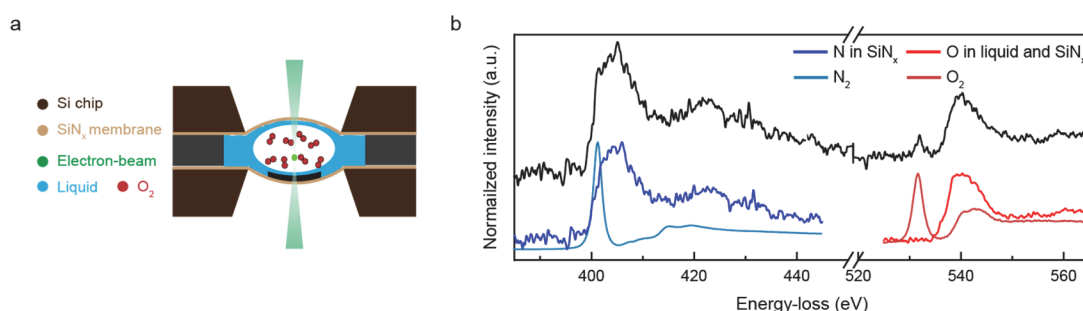 a
Si chip
SiNx membrane
Electron-beam
Liquid
O2
b
Normalized intensity (a.u.)
N in SiNx
O in liquid and SiNx
N2
O2
400
420
440
520
540
560
Energy-loss (eV)